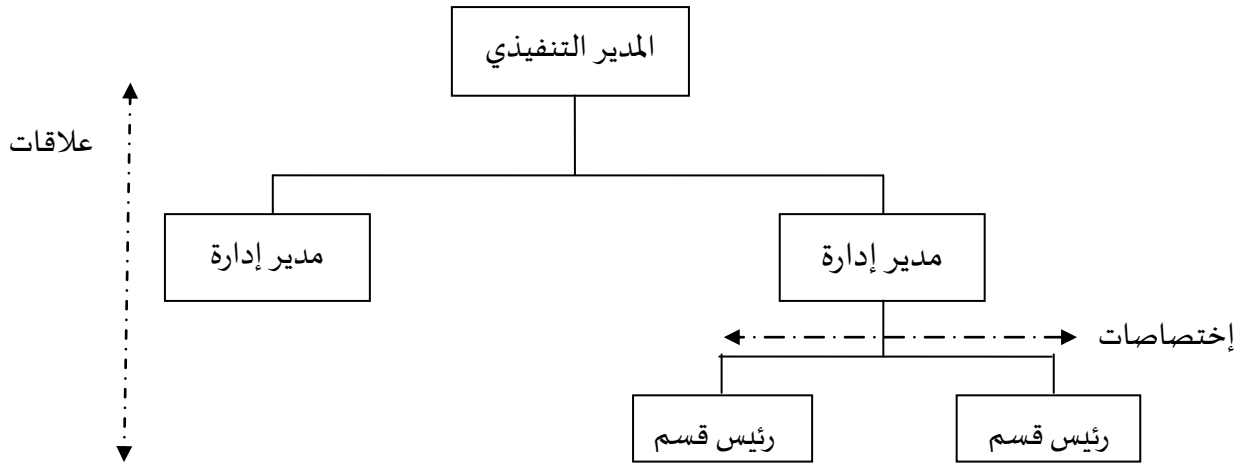 المدير التنفيذي
علاقات
مدير إدارة
مدير إدارة
إختصاصات
رئيس قسم
رئيس قسم